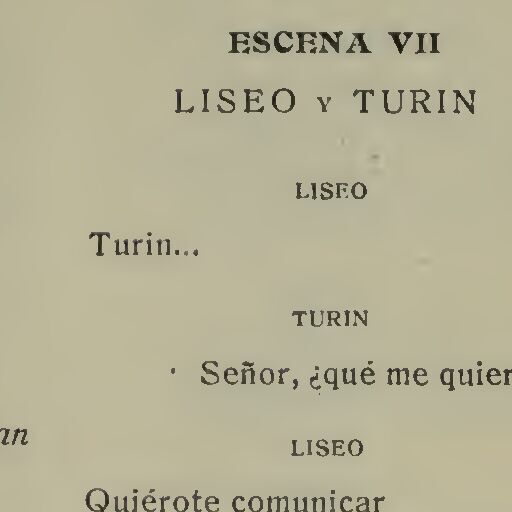 ESCENA VII
LISEO Y TURIN
LISEO
Turin...
TURIN
Señor, ¿qué me quier
an
LISEO
Quiérote comunicar